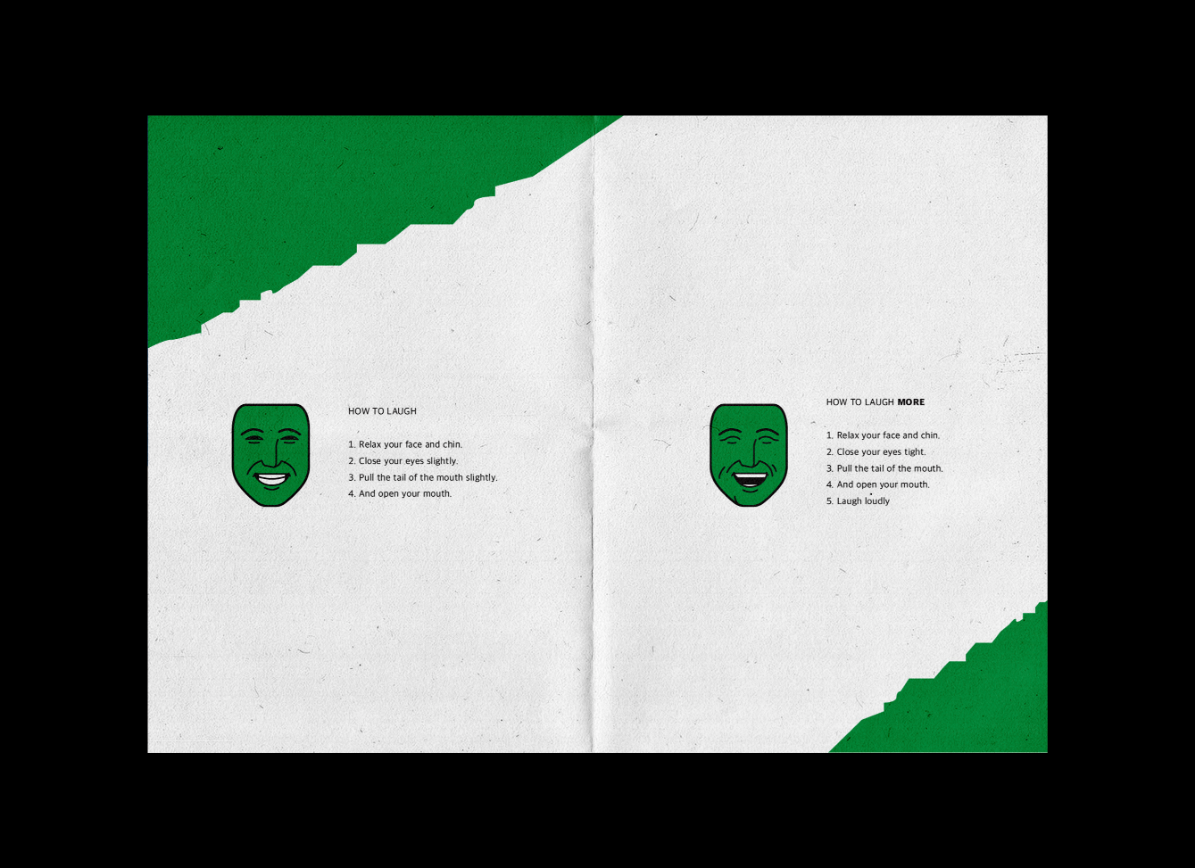 HOW TO LAUGH
1. Relax your face and chin.
2. Close your eyes slightly.
3. Pull the tail of the mouth slightly.
4. And open your mouth.
HOW TO LAUGH MORE
1. Relax your face and chin.
2. Close your eyes tight.
3. Pull the tail of the mouth.
4. And open your mouth.
5. Laugh loudly